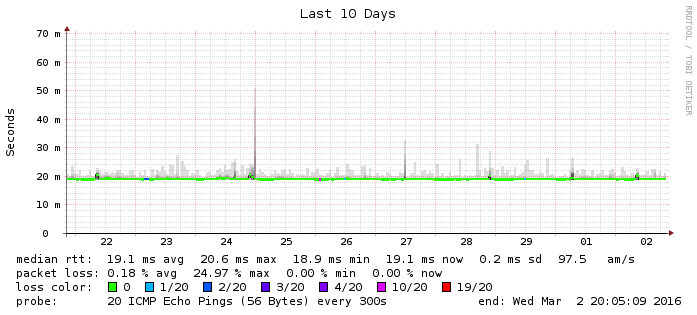 Last 10 Days
RRDTOOL / TOBI OETIKER
Seconds
70 m
60 m
50 m
40 m
30 m
20 m
10 m
0
22 23 24 25 26 27 28 29 01 02
median rtt: 19.1 ms avg 20.6 ms max 18.9 ms min 19.1 ms now 0.2 ms sd 97.5 am/s
packet loss: 0.18 % avg 24.97 % max 0.00 % min 0.00 % now
loss color: 0 1/20 2/20 3/20 4/20 10/20 19/20
probe: 20 ICMP Echo Pings (56 Bytes) every 300s end: Wed Mar 2 20:05:09 2016